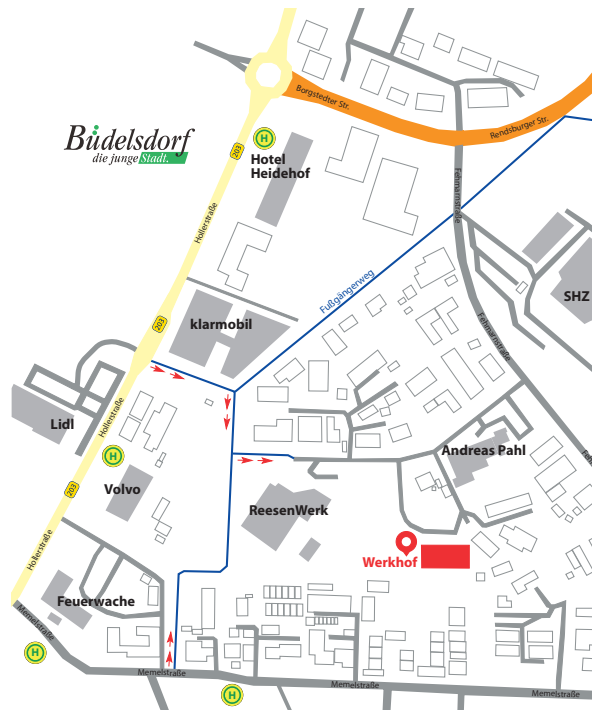 Borgstedter Str.
Rendsburger Str.
Büdelsdorf
die junge Stadt.
H
Hotel
Heidehof
203
Hollerstraße
Fehmarnstraße
Fußgängerweg
SHZ
klarmobil
203
Fehmarnstraße
Lidl
Hollerstraße
Andreas Pahl
H
Feh
Volvo
203
ReesenWerk
Hollerstraße
Werkhof
Feuerwache
Memelstraße
H
Memelstraße
H
Memelstraße
Memelstraße